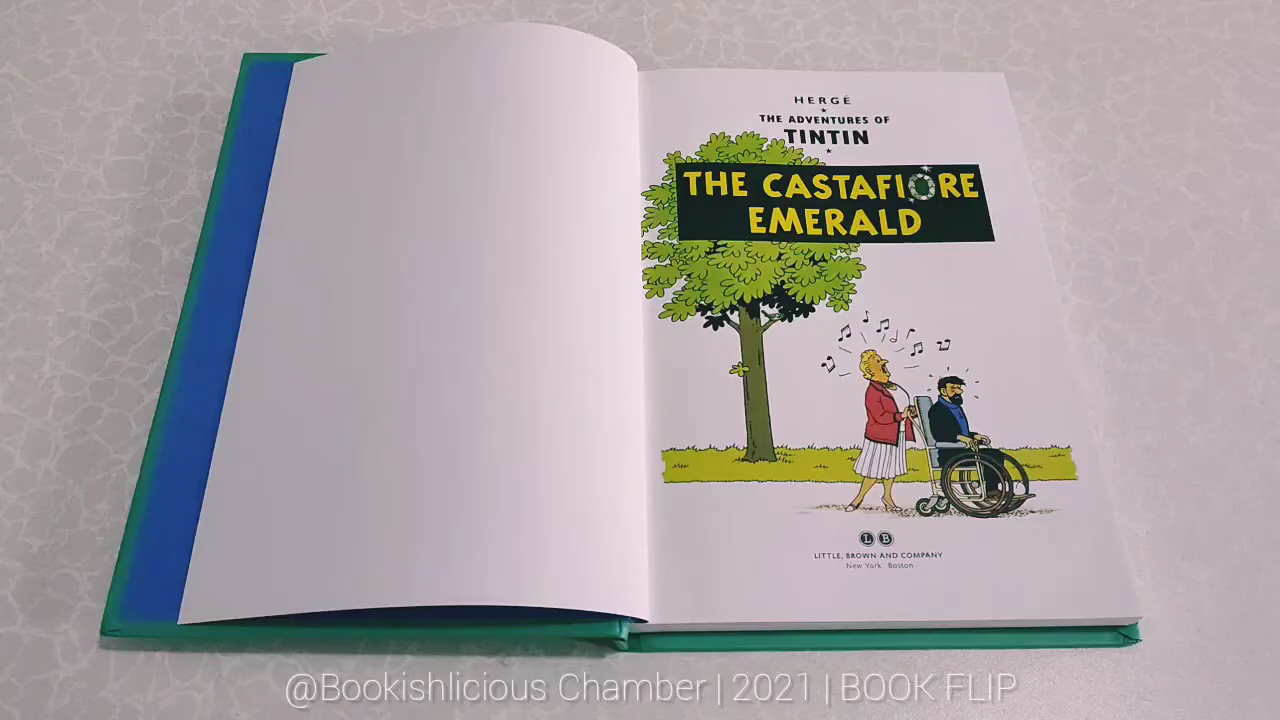 HERGÉ
THE ADVENTURES OF
TINTIN
THE CASTAFIORE
EMERALD
L B
LITTLE, BROWN AND COMPANY
New York Boston
@Bookishlicious Chamber | 2021 | BOOK FLIP